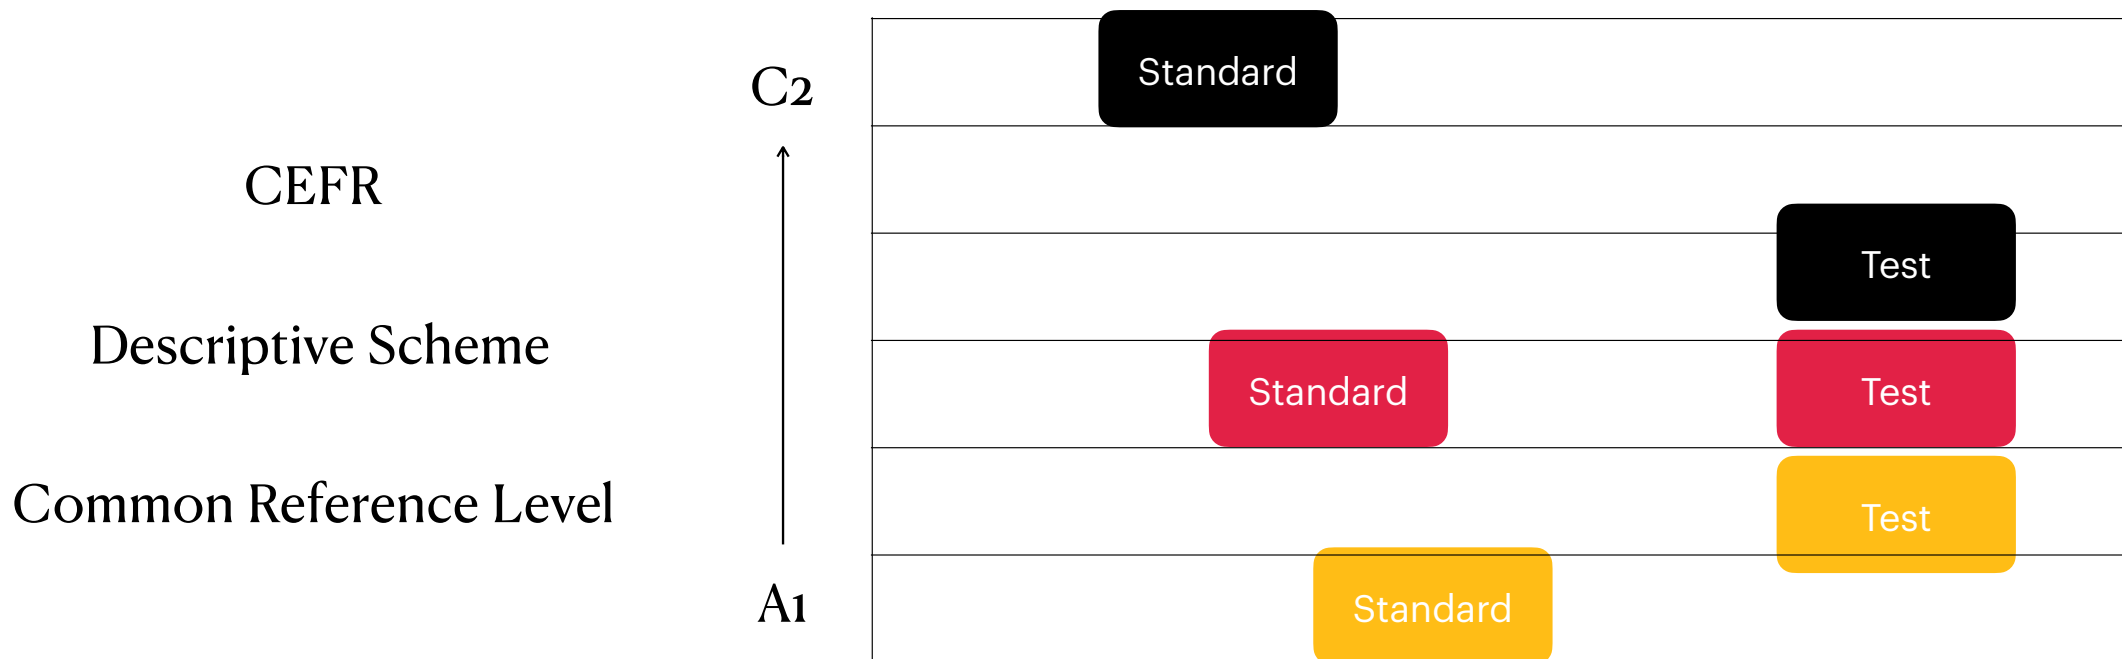 C2
Standard
CEFR
Test
Descriptive Scheme
Standard
Test
Common Reference Level
Test
A1
Standard